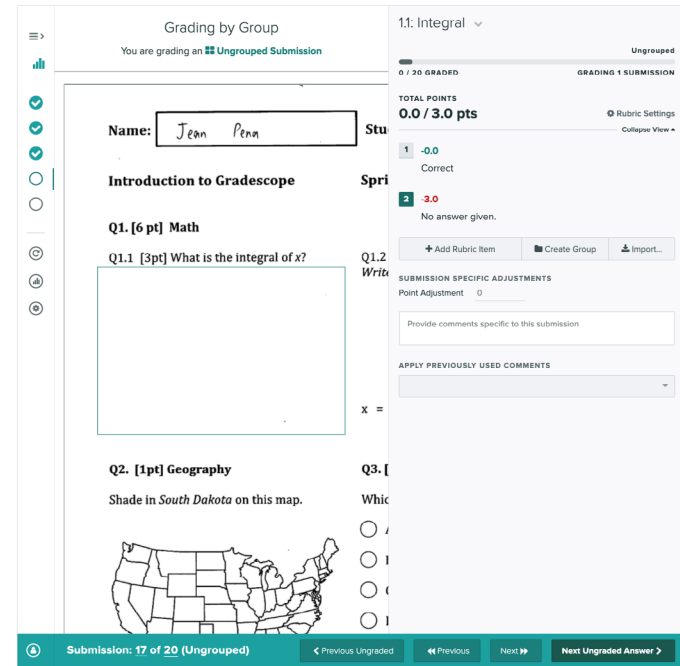 Grading by Group
You are grading an Ungrouped Submission
1.1: Integral
Ungrouped
0 / 20 GRADED
GRADING 1 SUBMISSION
TOTAL POINTS
0.0 / 3.0 pts
Rubric Settings
Collapse View
1 -0.0
Correct
2 -3.0
No answer given.
+ Add Rubric Item
Create Group
Import...
SUBMISSION SPECIFIC ADJUSTMENTS
Point Adjustment 0
Provide comments specific to this submission
APPLY PREVIOUSLY USED COMMENTS
Name: Jean Pena
Stu
Introduction to Gradescope
Spri
Q1. [6 pt] Math
Q1.1 [3pt] What is the integral of x?
Q1.2
Write
x =
Q2. [1pt] Geography
Q3. [
Shade in South Dakota on this map.
Whic
Submission: 17 of 20 (Ungrouped)
Previous Ungraded
Previous
Next
Next Ungraded Answer